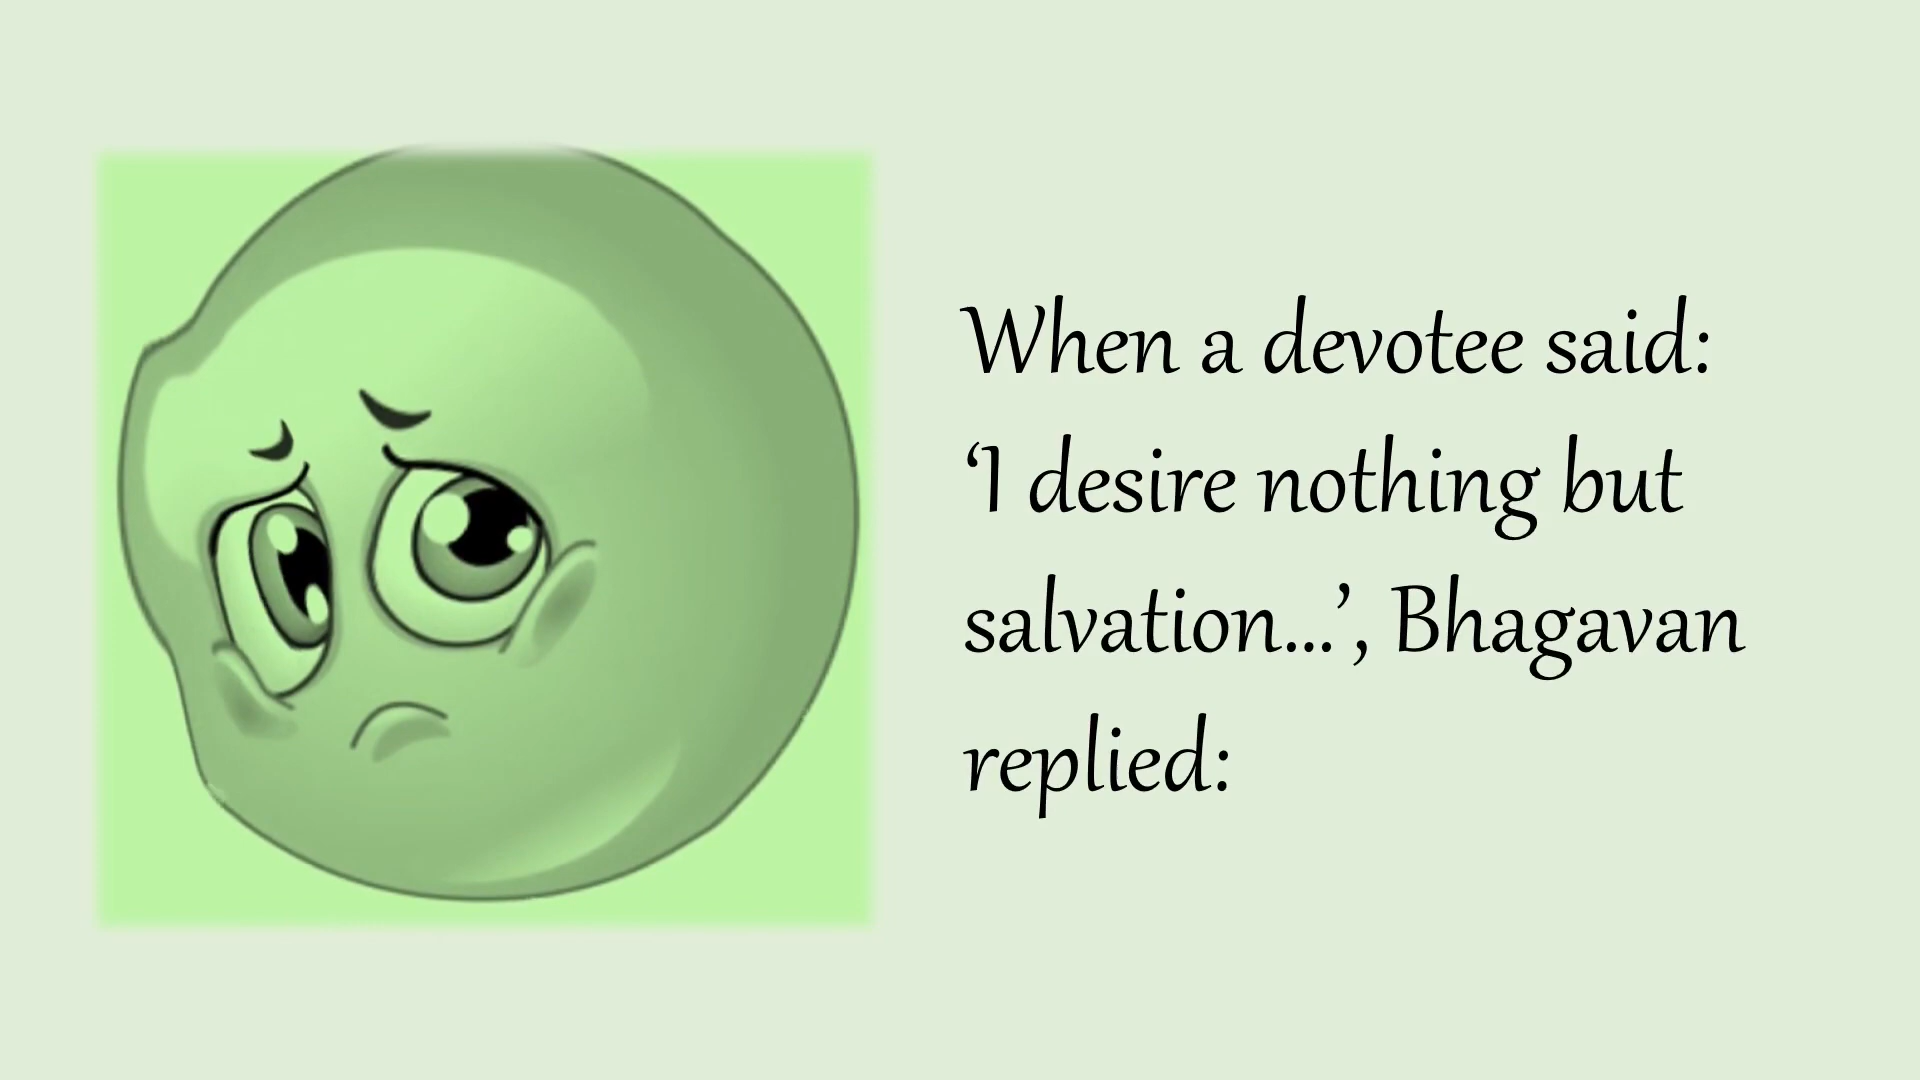 When a devotee said:
‘I desire nothing but
salvation...’, Bhagavan
replied: